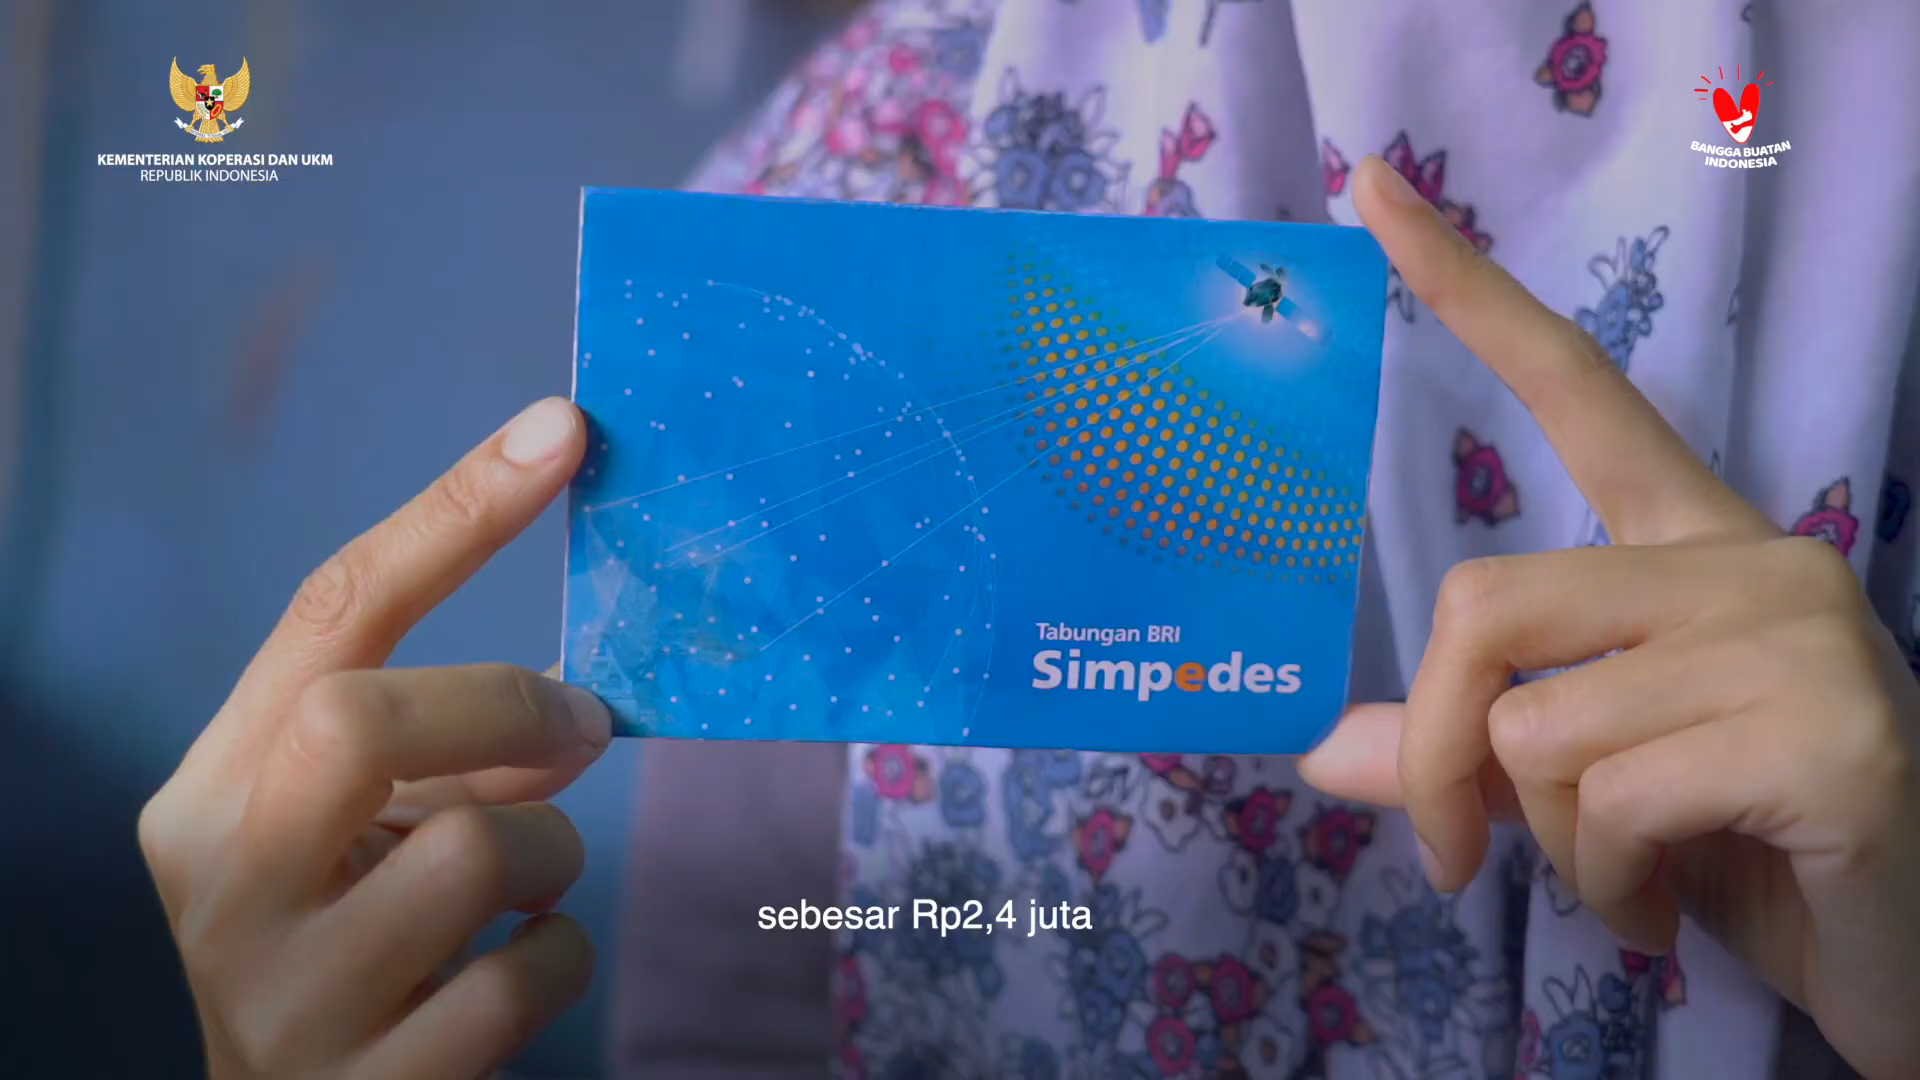 KEMENTERIAN KOPERASI DAN UKM
REPUBLIK INDONESIA
BANGGA BUATAN
INDONESIA
Tabungan BRI
Simpedes
sebesar Rp2,4 juta